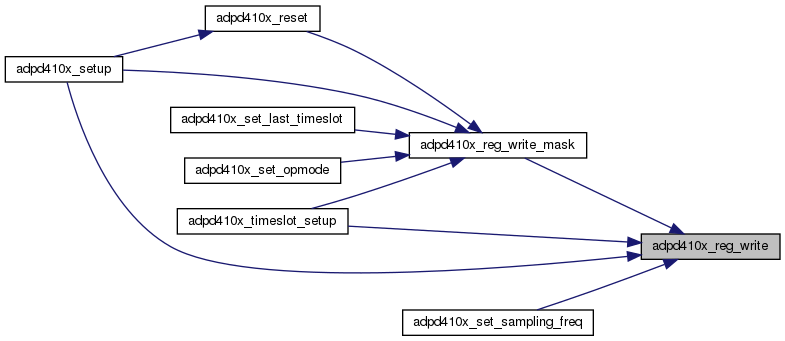 adpd410x_reset
adpd410x_setup
adpd410x_set_last_timeslot
adpd410x_reg_write_mask
adpd410x_set_opmode
adpd410x_timeslot_setup
adpd410x_reg_write
adpd410x_set_sampling_freq